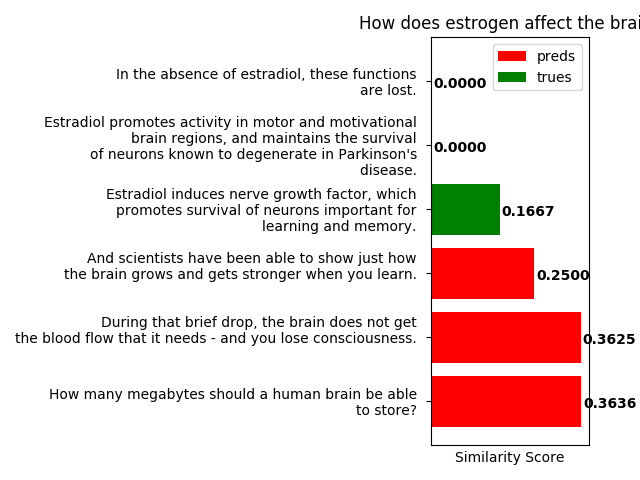 How does estrogen affect the brai
preds
trues
In the absence of estradiol, these functions
are lost.
0.0000
Estradiol promotes activity in motor and motivational
brain regions, and maintains the survival
of neurons known to degenerate in Parkinson's
disease.
0.0000
Estradiol induces nerve growth factor, which
promotes survival of neurons important for
learning and memory.
0.1667
And scientists have been able to show just how
the brain grows and gets stronger when you learn.
0.2500
During that brief drop, the brain does not get
the blood flow that it needs - and you lose consciousness.
0.3625
How many megabytes should a human brain be able
to store?
0.3636
Similarity Score